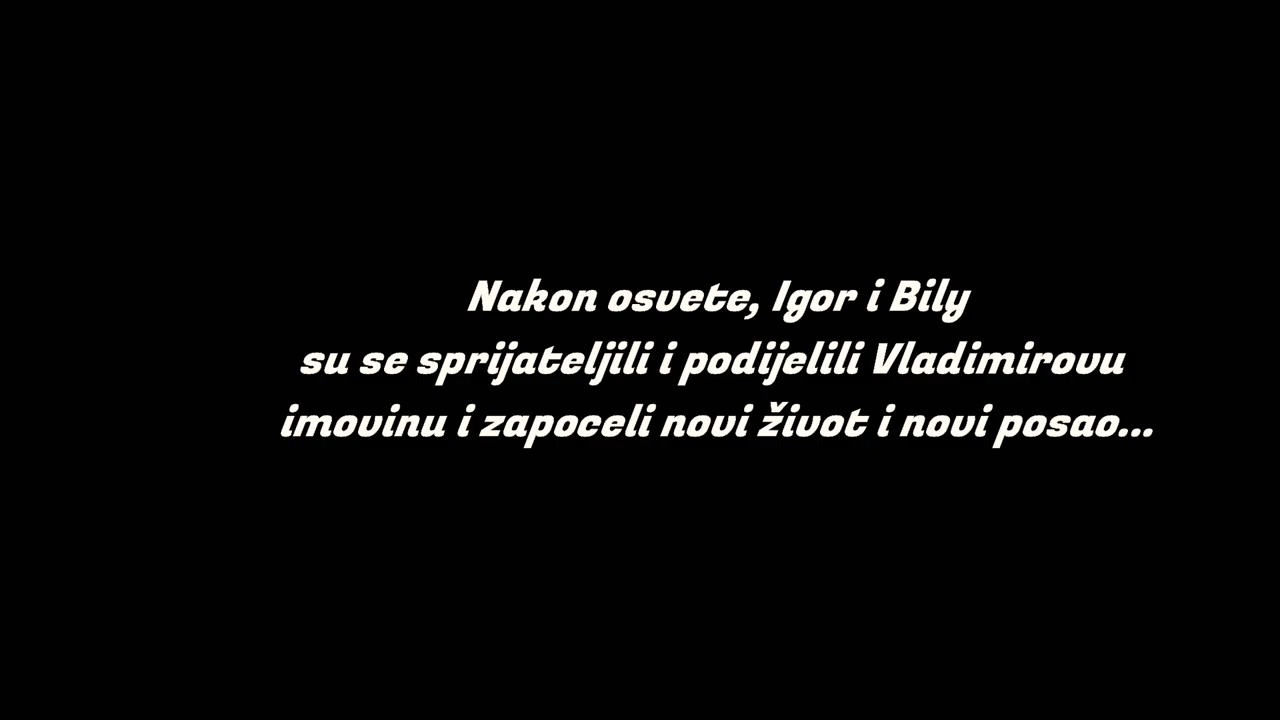 Nakon osvete, Igor i Bily
su se sprijateljili i podijelili Vladimirovu
imovinu i zapoceli novi život i novi posao...